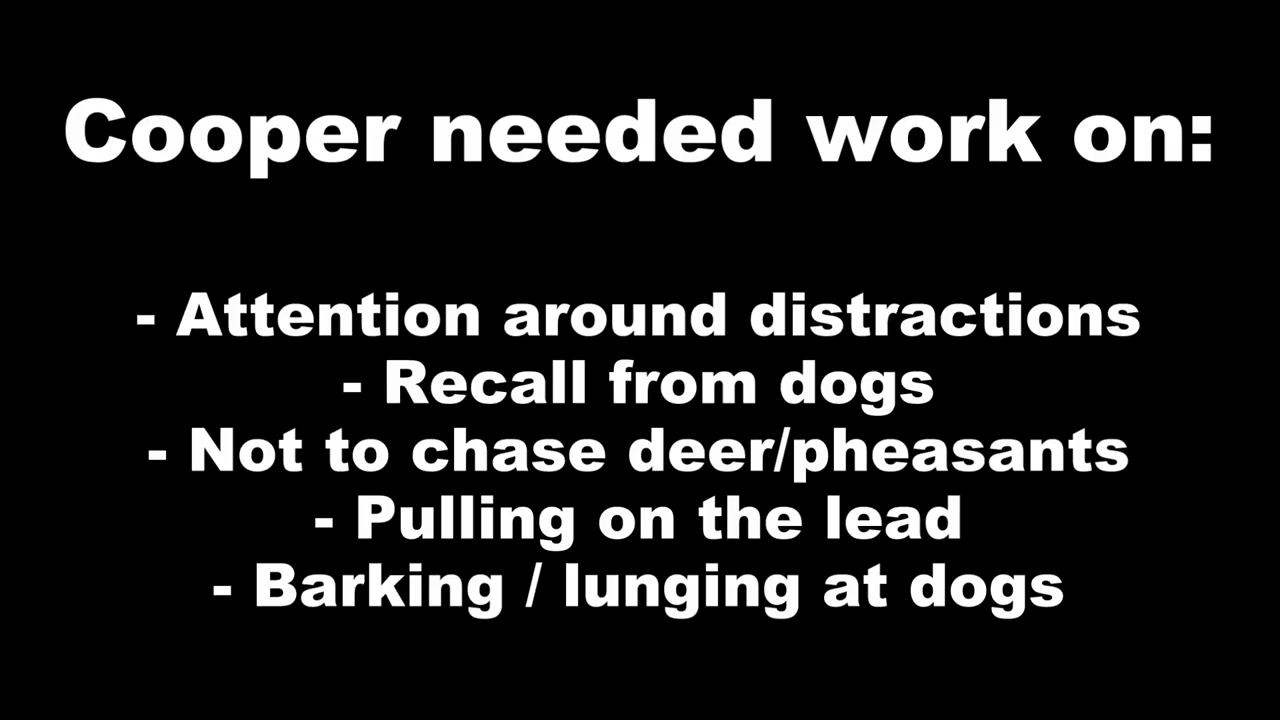 Cooper needed work on:
- Attention around distractions
- Recall from dogs
- Not to chase deer/pheasants
- Pulling on the lead
- Barking / lunging at dogs